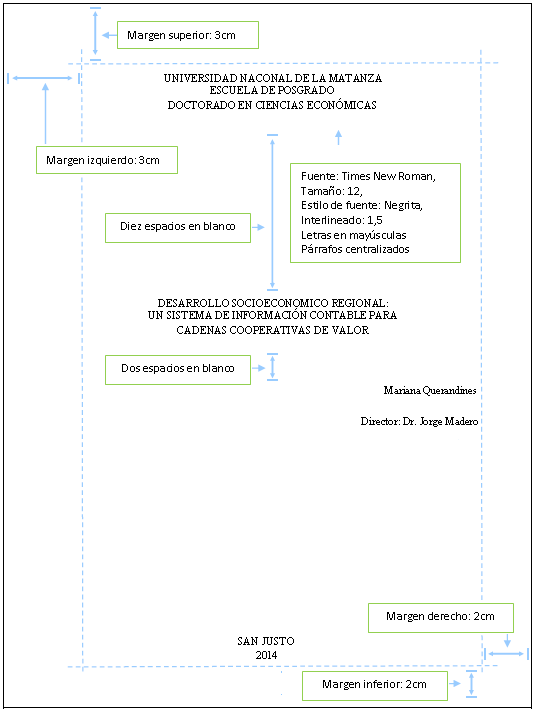 Margen superior: 3cm
UNIVERSIDAD NACONAL DE LA MATANZA
ESCUELA DE POSGRADO
DOCTORADO EN CIENCIAS ECONÓMICAS
Margen izquierdo: 3cm
Fuente: Times New Roman,
Tamaño: 12,
Estilo de fuente: Negrita,
Interlineado: 1,5
Letras en mayúsculas
Párrafos centralizados
Diez espacios en blanco
DESARROLLO SOCIOECONOMICO REGIONAL:
UN SISTEMA DE INFORMACIÓN CONTABLE PARA
CADENAS COOPERATIVAS DE VALOR
Dos espacios en blanco
Mariana Querandines
Director: Dr. Jorge Madero
Margen derecho: 2cm
SAN JUSTO
2014
Margen inferior: 2cm